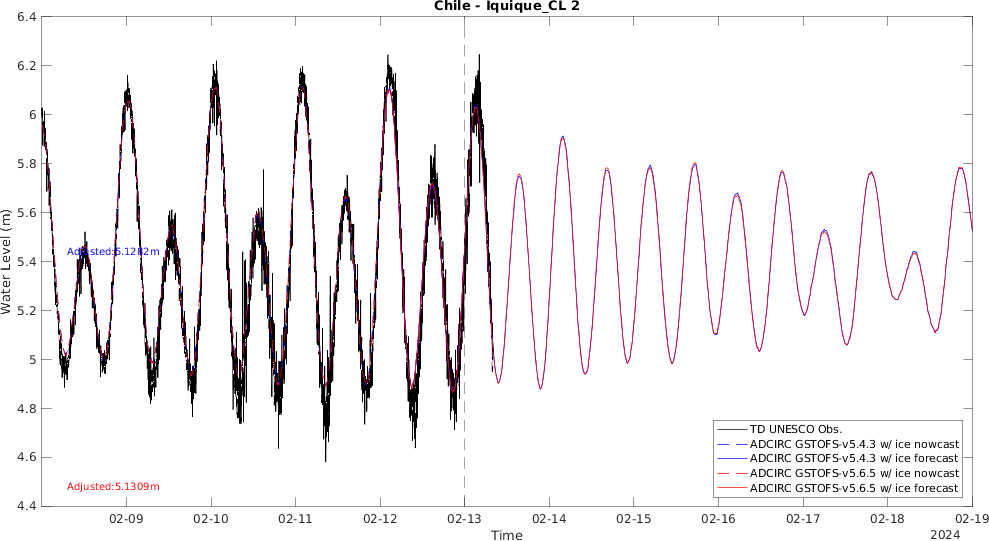 Chile - Iquique_CL 2
6.4
6.2
6
5.8
5.6
5.4
5.2
5
4.8
4.6
4.4
Water Level (m)
Adjusted:5.1282m
Adjusted:5.1309m
TD UNESCO Obs.
ADCIRC GSTOFS-v5.4.3 w/ ice nowcast
ADCIRC GSTOFS-v5.4.3 w/ ice forecast
ADCIRC GSTOFS-v5.6.5 w/ ice nowcast
ADCIRC GSTOFS-v5.6.5 w/ ice forecast
02-09 02-10 02-11 02-12 02-13 02-14 02-15 02-16 02-17 02-18 02-19
Time
2024